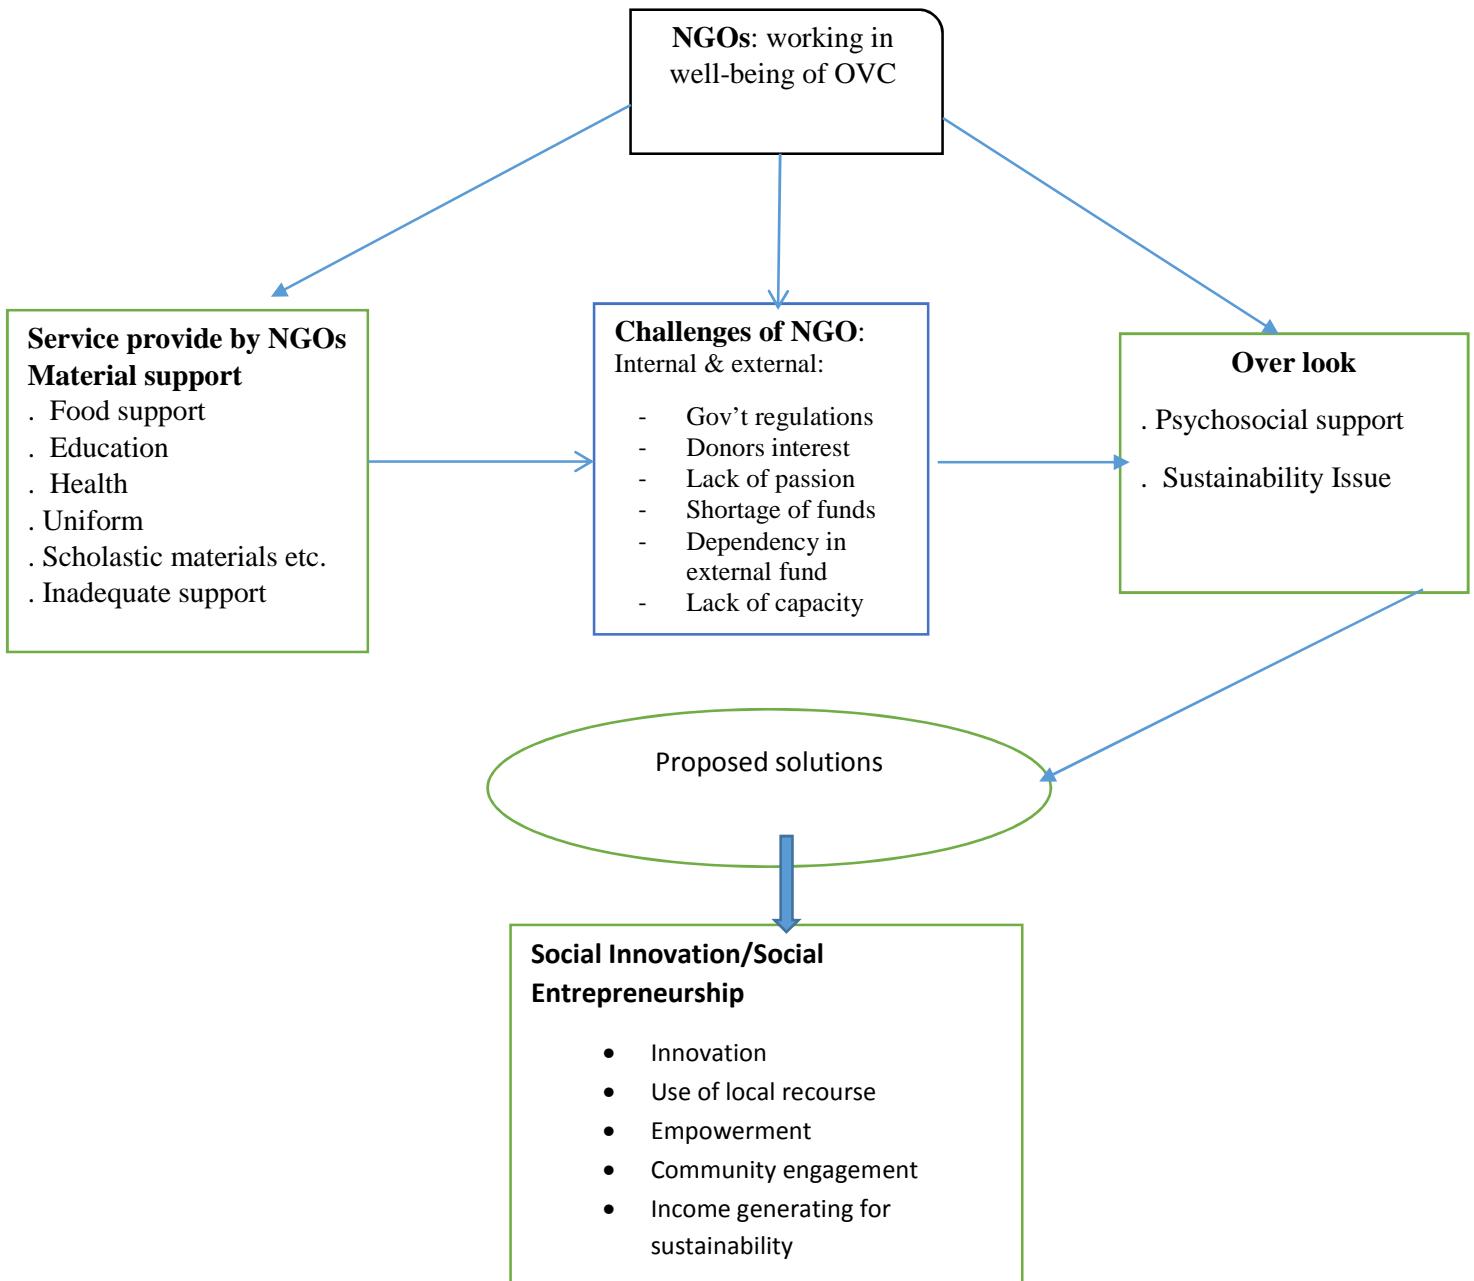 NGOs: working in
well-being of OVC
Service provide by NGOs
Material support
. Food support
. Education
. Health
. Uniform
. Scholastic materials etc.
. Inadequate support
Challenges of NGO:
Internal & external:
- Gov’t regulations
- Donors interest
- Lack of passion
- Shortage of funds
- Dependency in
external fund
- Lack of capacity
Over look
. Psychosocial support
. Sustainability Issue
Proposed solutions
Social Innovation/Social
Entrepreneurship
• Innovation
• Use of local recourse
• Empowerment
• Community engagement
• Income generating for
sustainability